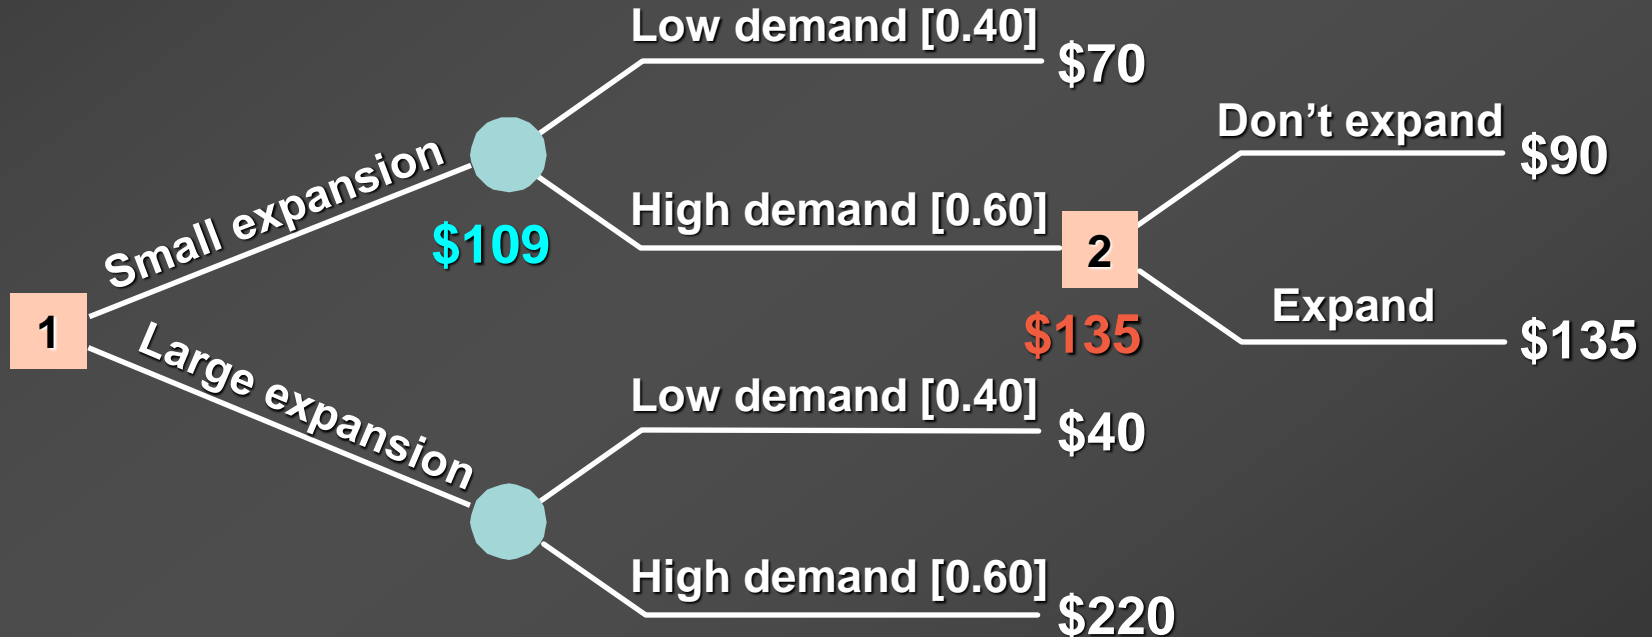 Low demand [0.40]
$70
Don’t expand
$90
Small expansion
High demand [0.60]
$109
2
Expand
$135
$135
1
Large expansion
Low demand [0.40]
$40
High demand [0.60]
$220